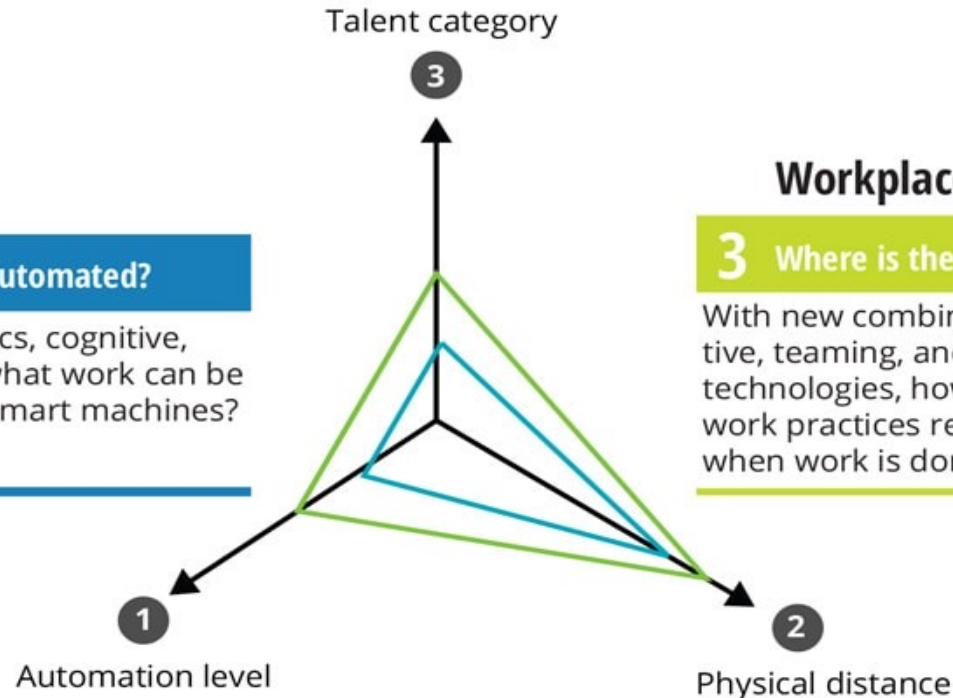 Talent category
3
utomated?
cs, cognitive,
hat work can be
mart machines?
Workplac
3 Where is the
With new combin
tive, teaming, an
technologies, ho
work practices re
when work is do
1
Automation level
2
Physical distance